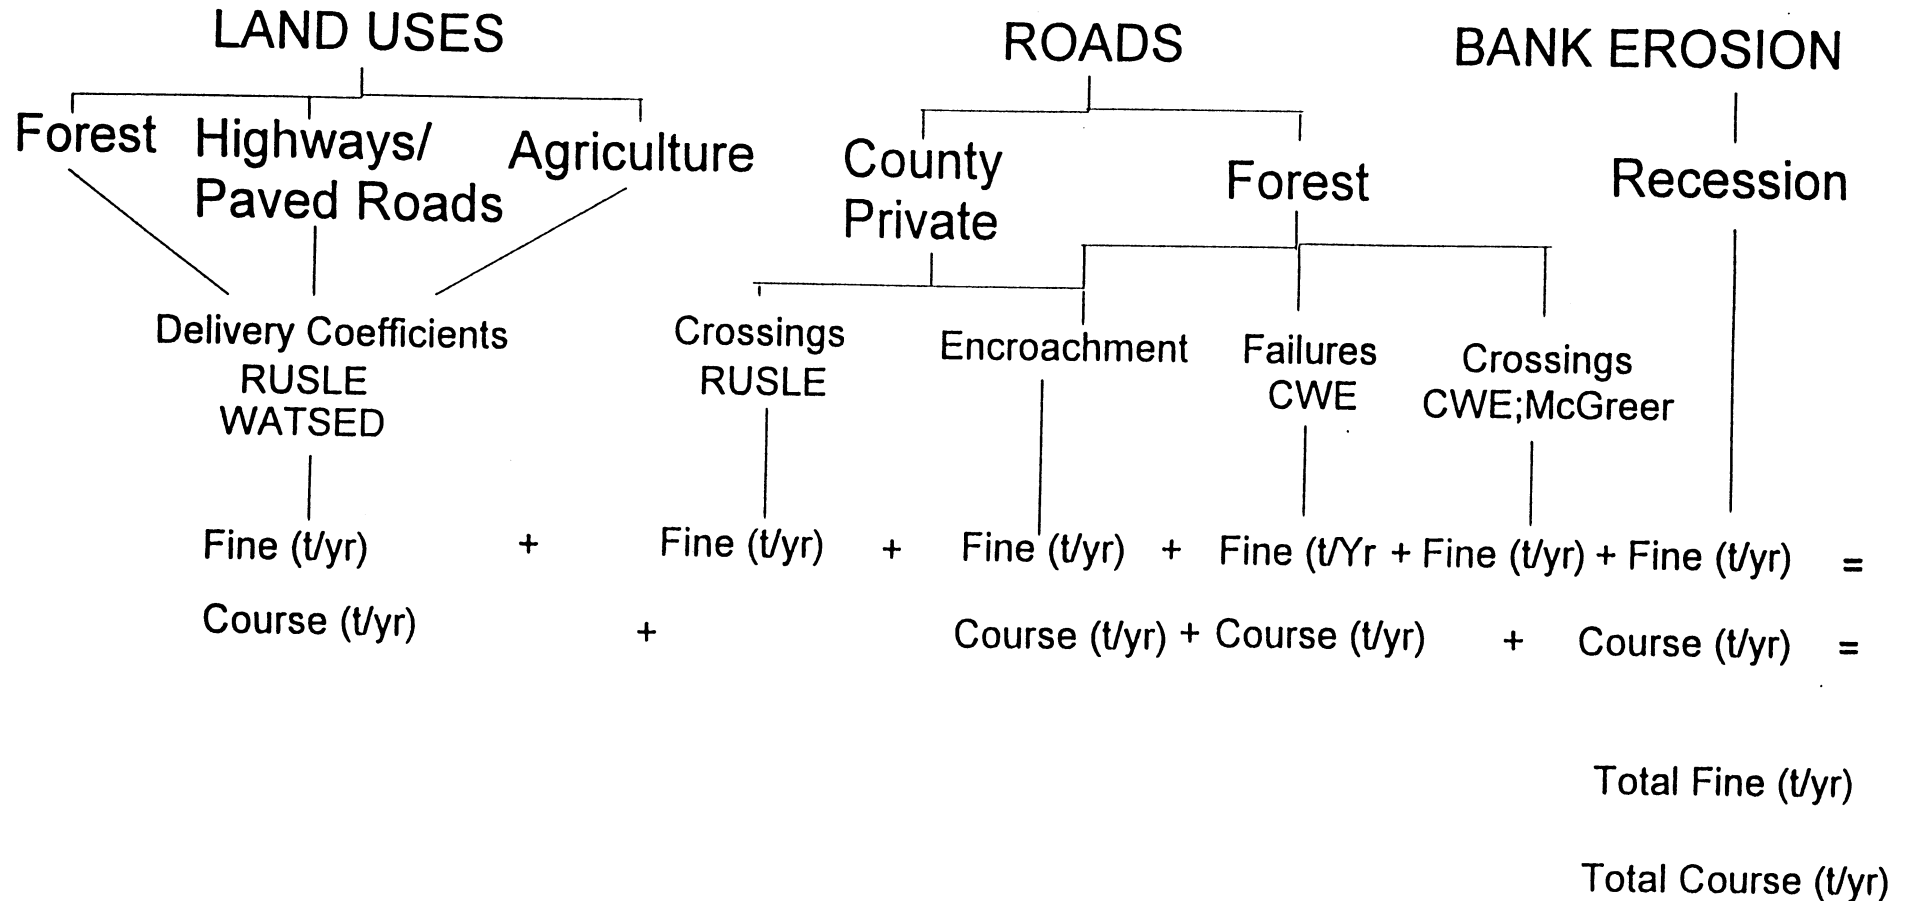 LAND USES
ROADS
BANK EROSION
Forest
Highways/
Paved Roads
Agriculture
County
Private
Forest
Recession
Delivery Coefficients
RUSLE
WATSED
Crossings
RUSLE
Encroachment
Failures
CWE
Crossings
CWE;McGreer
Fine (t/yr) + Fine (t/yr) + Fine (t/yr) + Fine (t/Yr + Fine (t/yr) + Fine (t/yr) =
Course (t/yr) + Course (t/yr) + Course (t/yr) + Course (t/yr) =
Total Fine (t/yr)
Total Course (t/yr)